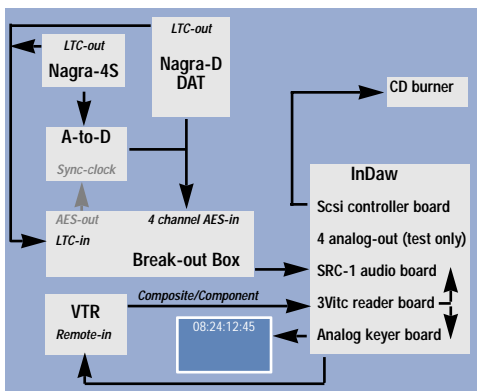 LTC-out
Nagra-4S
LTC-out
Nagra-D
DAT
CD burner
A-to-D
Sync-clock
InDaw
Scsi controller board
4 analog-out (test only)
SRC-1 audio board
3Vitc reader board
Analog keyer board
AES-out
4 channel AES-in
LTC-in
Break-out Box
Composite/Component
VTR
Remote-in
08:24:12:45